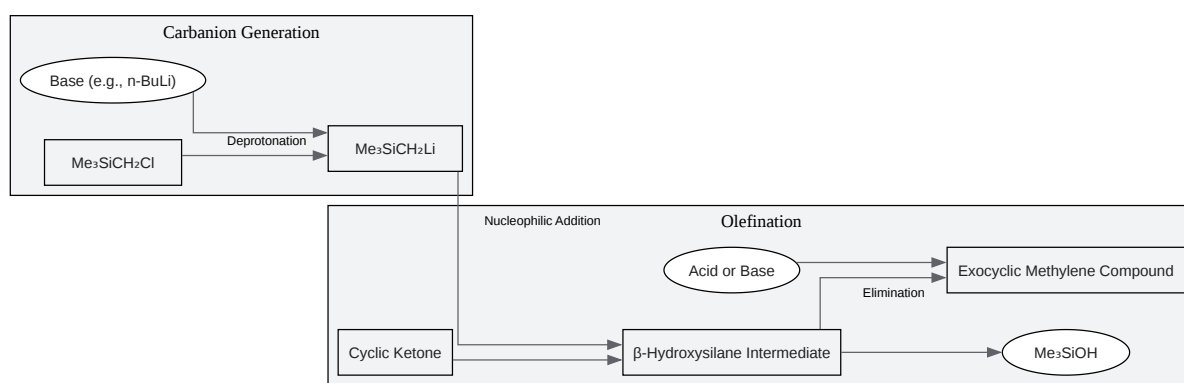 Carbanion Generation
Base (e.g., n-BuLi)
Deprotonation
Me₃SiCH₂Cl
Me₃SiCH₂Li
Nucleophilic Addition
Olefination
Acid or Base
Exocyclic Methylene Compound
Elimination
Cyclic Ketone
β-Hydroxysilane Intermediate
Me₃SiOH